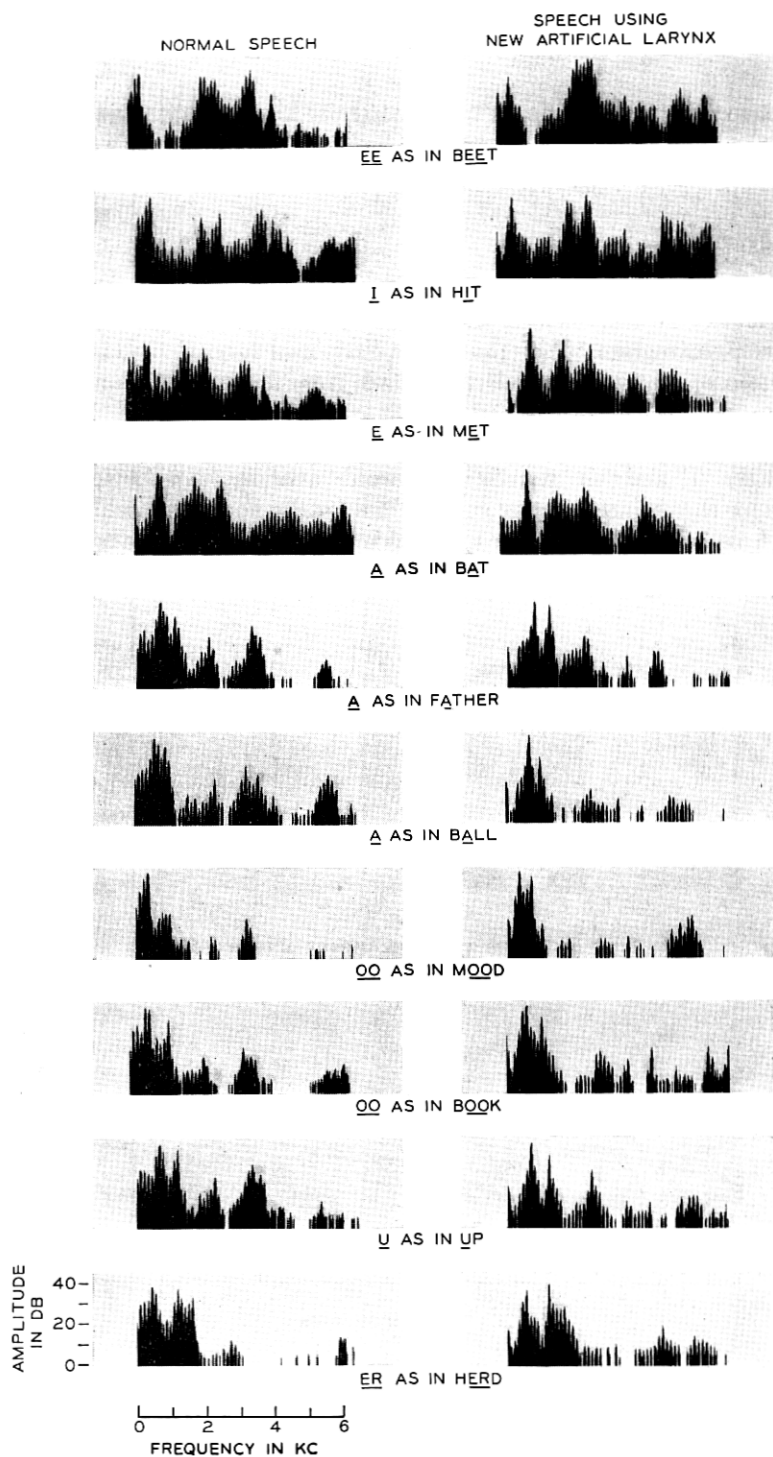 NORMAL SPEECH
SPEECH USING
NEW ARTIFICIAL LARYNX
EE AS IN BEET
I AS IN HIT
E AS IN MET
A AS IN BAT
A AS IN FATHER
A AS IN BALL
OO AS IN MOOD
OO AS IN BOOK
U AS IN UP
AMPLITUDE
IN DB
40
20
0
ER AS IN HERD
0 2 4 6
FREQUENCY IN KC